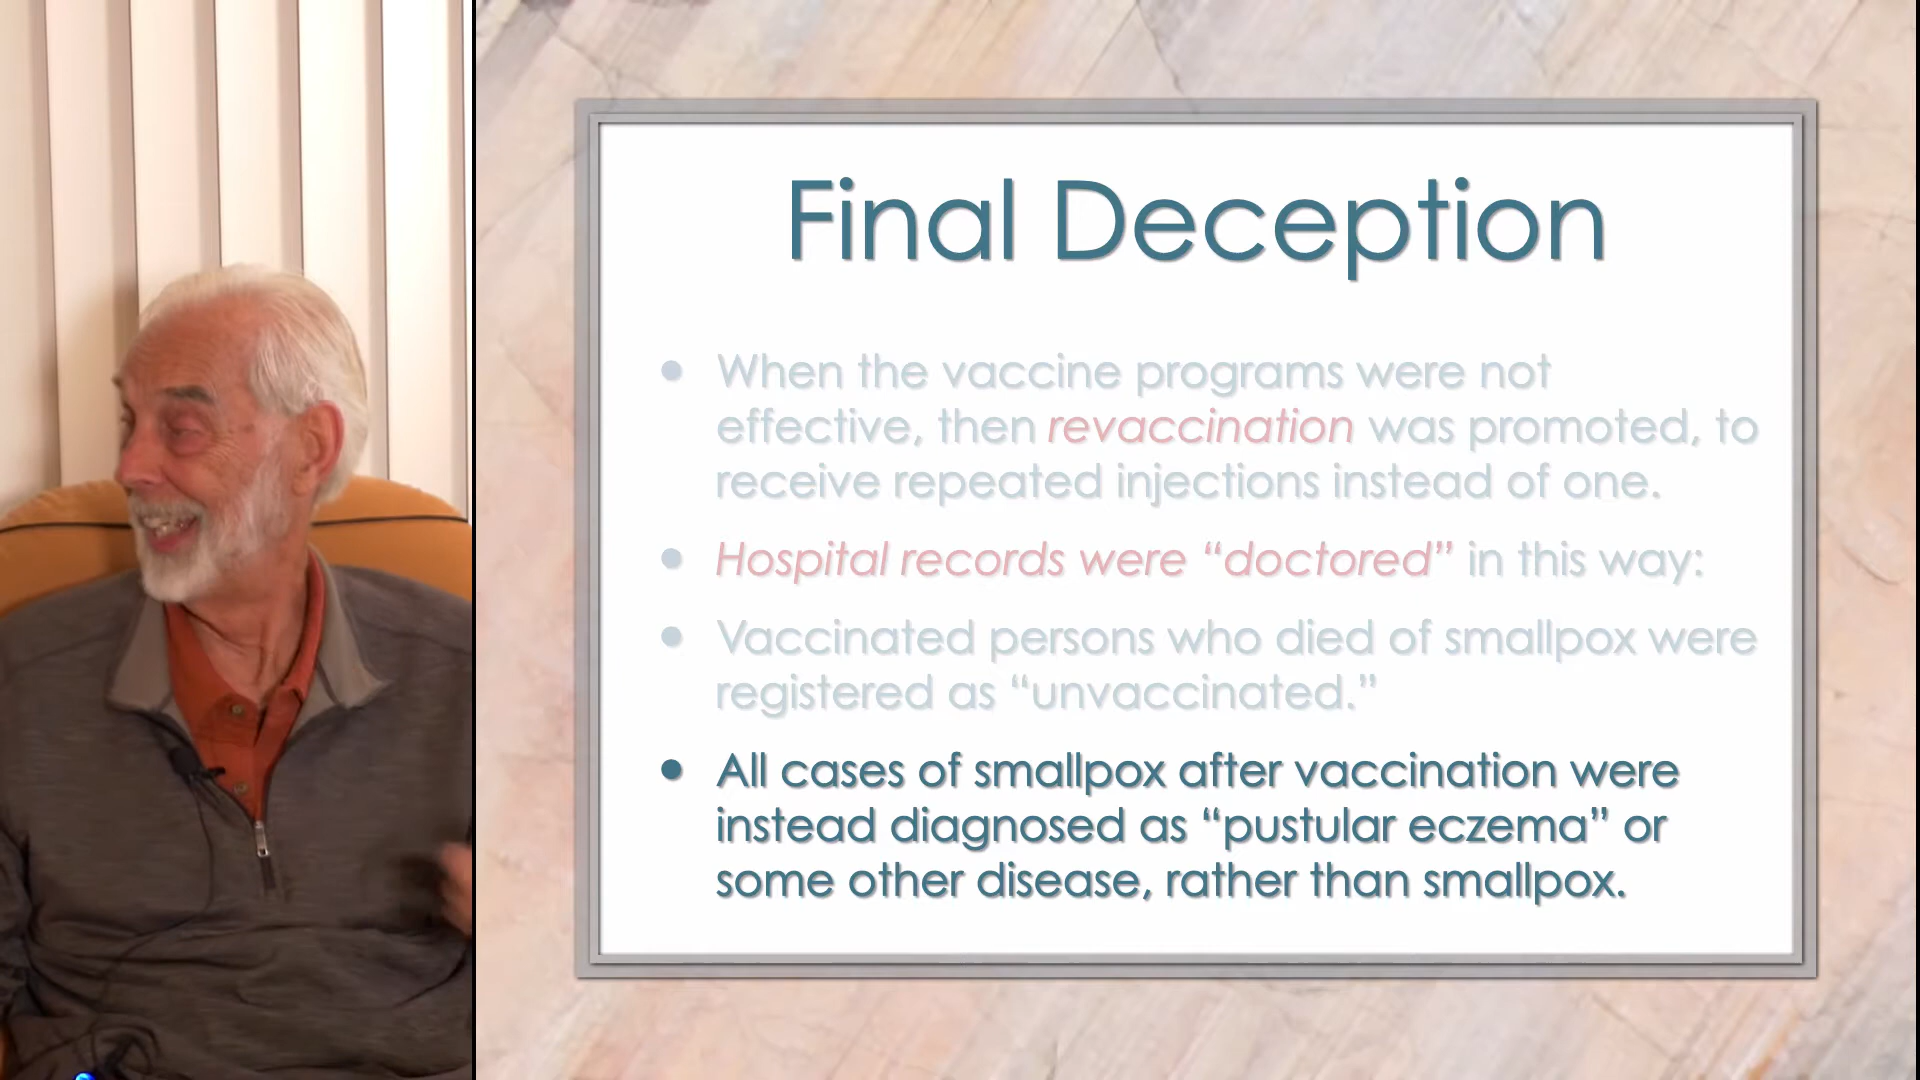 Final Deception
• When the vaccine programs were not
effective, then revaccination was promoted, to
receive repeated injections instead of one.
• Hospital records were “doctored” in this way:
• Vaccinated persons who died of smallpox were
registered as “unvaccinated.”
• All cases of smallpox after vaccination were
instead diagnosed as “pustular eczema” or
some other disease, rather than smallpox.